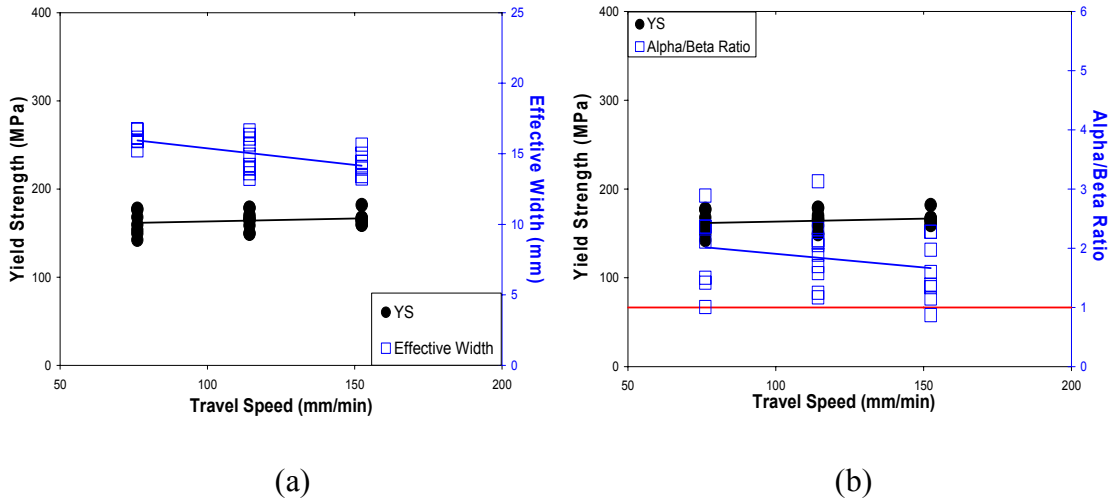 400
300
200
100
0
Yield Strength (MPa)
25
20
15
10
5
0
Effective Width (mm)
YS
Effective Width
50
100
150
200
Travel Speed (mm/min)
(a)
400
300
200
100
0
Yield Strength (MPa)
YS
Alpha/Beta Ratio
6
5
4
3
2
1
0
Alpha/Beta Ratio
50
100
150
200
Travel Speed (mm/min)
(b)